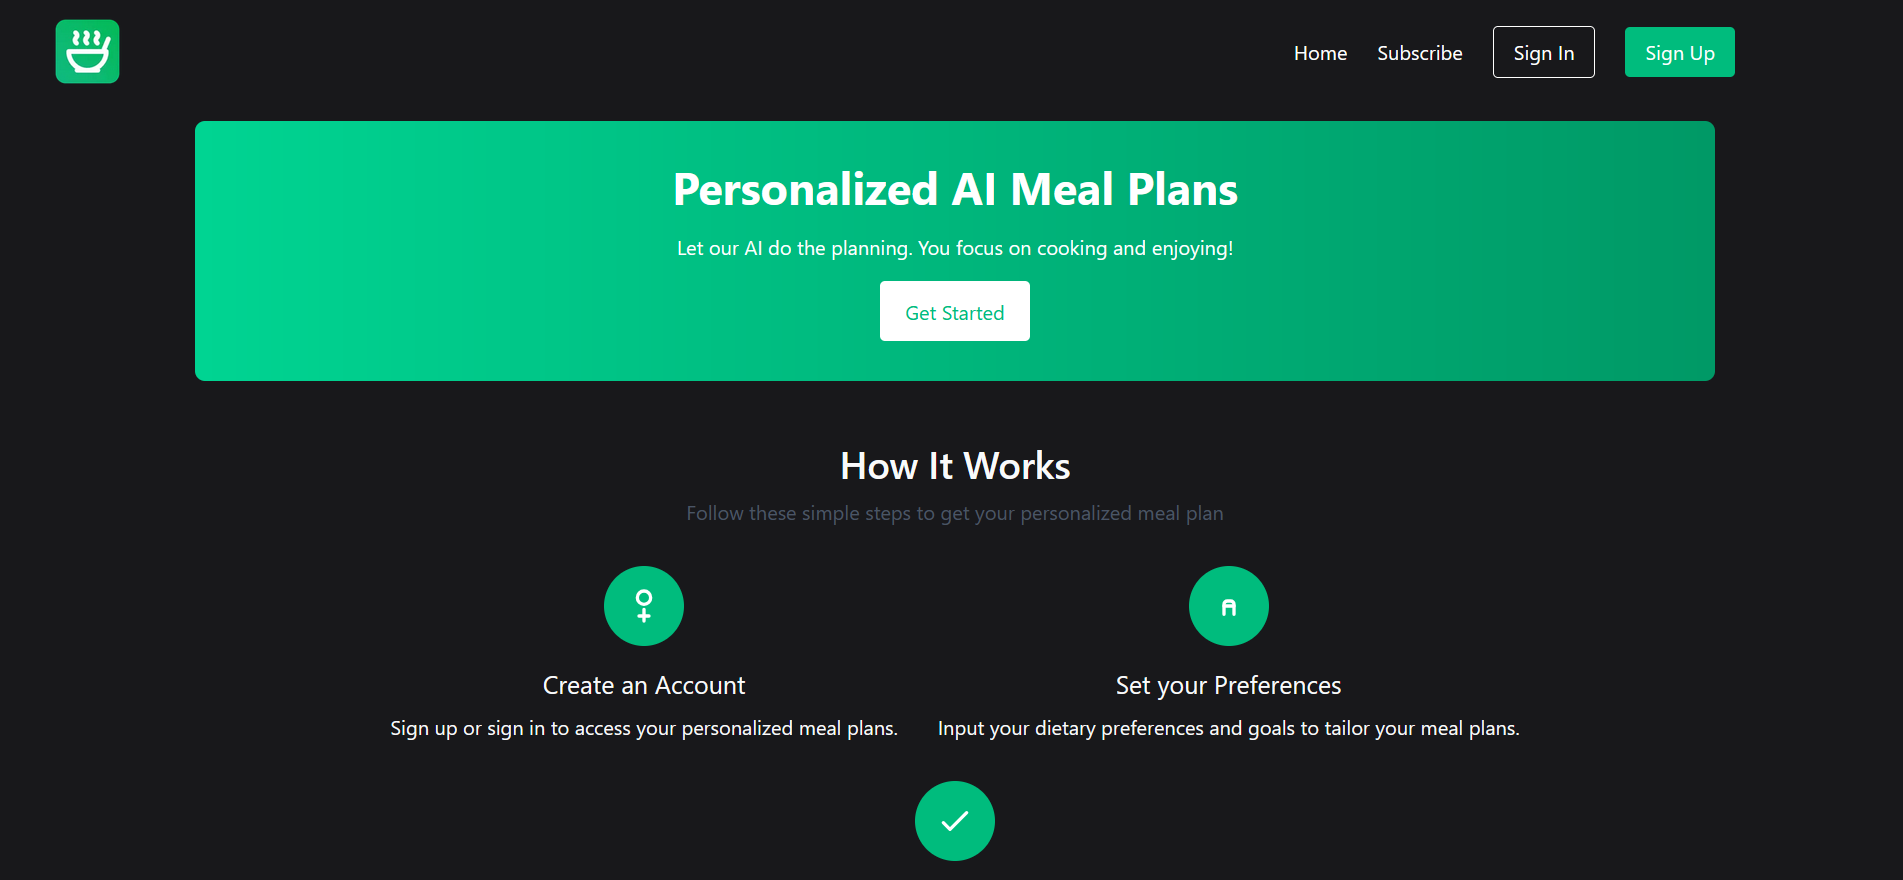 Home
Subscribe
Sign In
Sign Up
Personalized AI Meal Plans
Let our AI do the planning. You focus on cooking and enjoying!
Get Started
How It Works
Follow these simple steps to get your personalized meal plan
Create an Account
Sign up or sign in to access your personalized meal plans.
Set your Preferences
Input your dietary preferences and goals to tailor your meal plans.